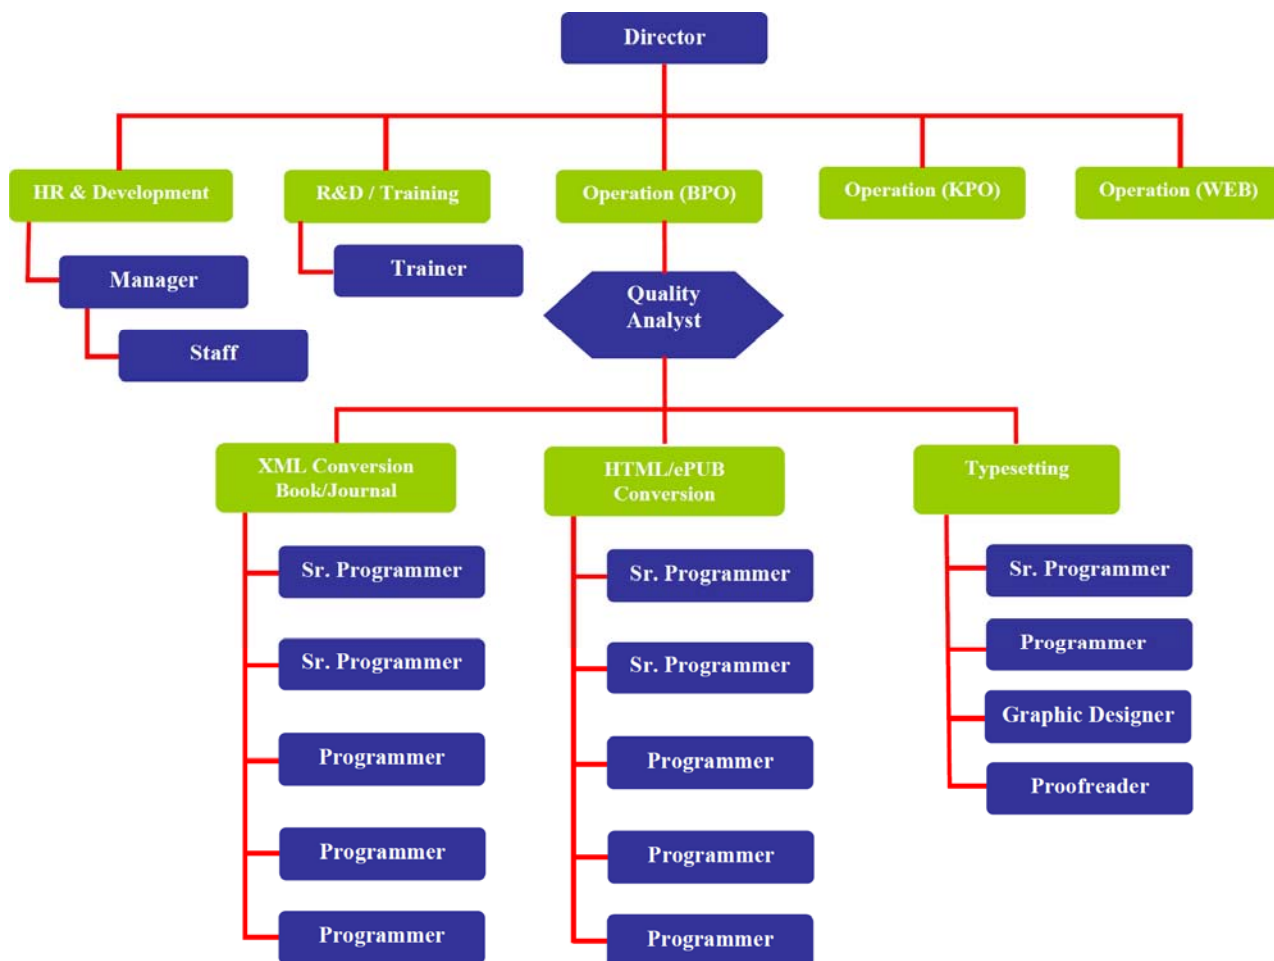 Director
HR & Development
R&D / Training
Operation (BPO)
Operation (KPO)
Operation (WEB)
Manager
Trainer
Staff
Quality
Analyst
XML Conversion
Book/Journal
Sr. Programmer
Sr. Programmer
Programmer
Programmer
Programmer
HTML/ePUB
Conversion
Sr. Programmer
Sr. Programmer
Programmer
Programmer
Programmer
Typesetting
Sr. Programmer
Programmer
Graphic Designer
Proofreader